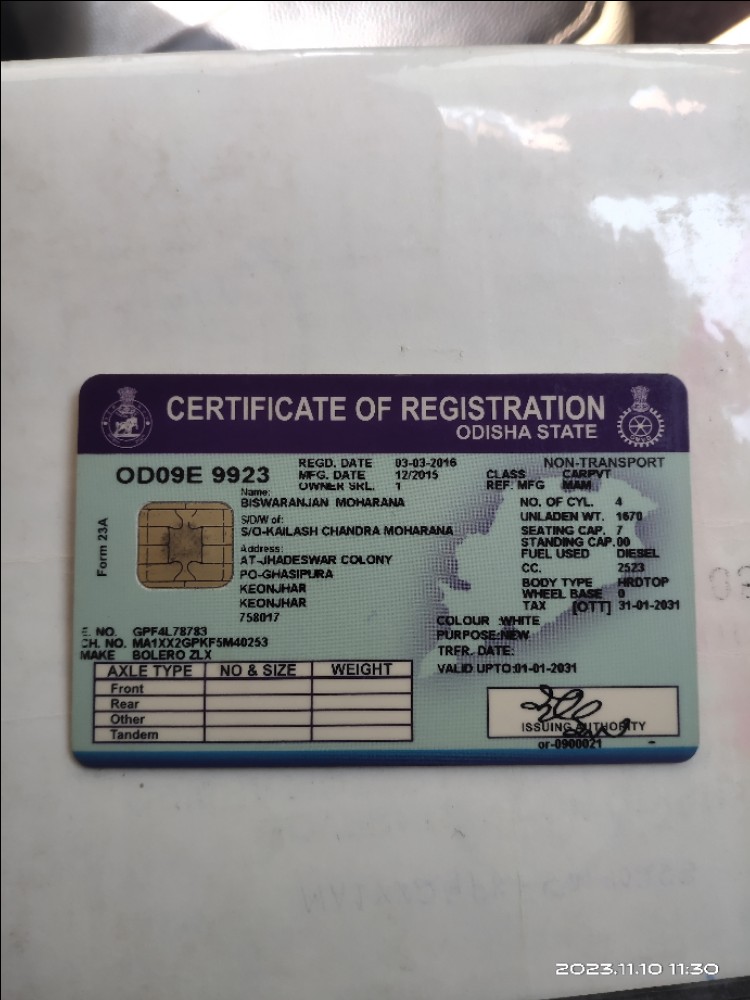 CERTIFICATE OF REGISTRATION
ODISHA STATE
OD09E 9923
REGD. DATE 03-03-2016
MFG. DATE 12/2015
OWNER SRL. 1
NON-TRANSPORT
CLASS CARPVT
REF. MFG MAM
Form 23A
Name:
BISWARANJAN MOHARANA
S/D/W of:
S/O-KAILASH CHANDRA MOHARANA
Address:
AT-JHADESWAR COLONY
PO-GHASIPURA
KEONJHAR
KEONJHAR
758017
NO. OF CYL. 4
UNLADEN WT. 1670
SEATING CAP. 7
STANDING CAP. 00
FUEL USED DIESEL
CC. 2523
BODY TYPE HRDTOP
WHEEL BASE 0
TAX [OTT] 31-01-2031
E. NO. GPF4L78783
CH. NO. MA1XX2GPKF5M40253
MAKE BOLERO ZLX
COLOUR :WHITE
PURPOSE:NEW
TRFR. DATE:
VALID UPTO:01-01-2031
AXLE TYPE NO & SIZE WEIGHT
Front
Rear
Other
Tandem
ISSUING AUTHORITY
or-0900021
2023.11.10 11:30